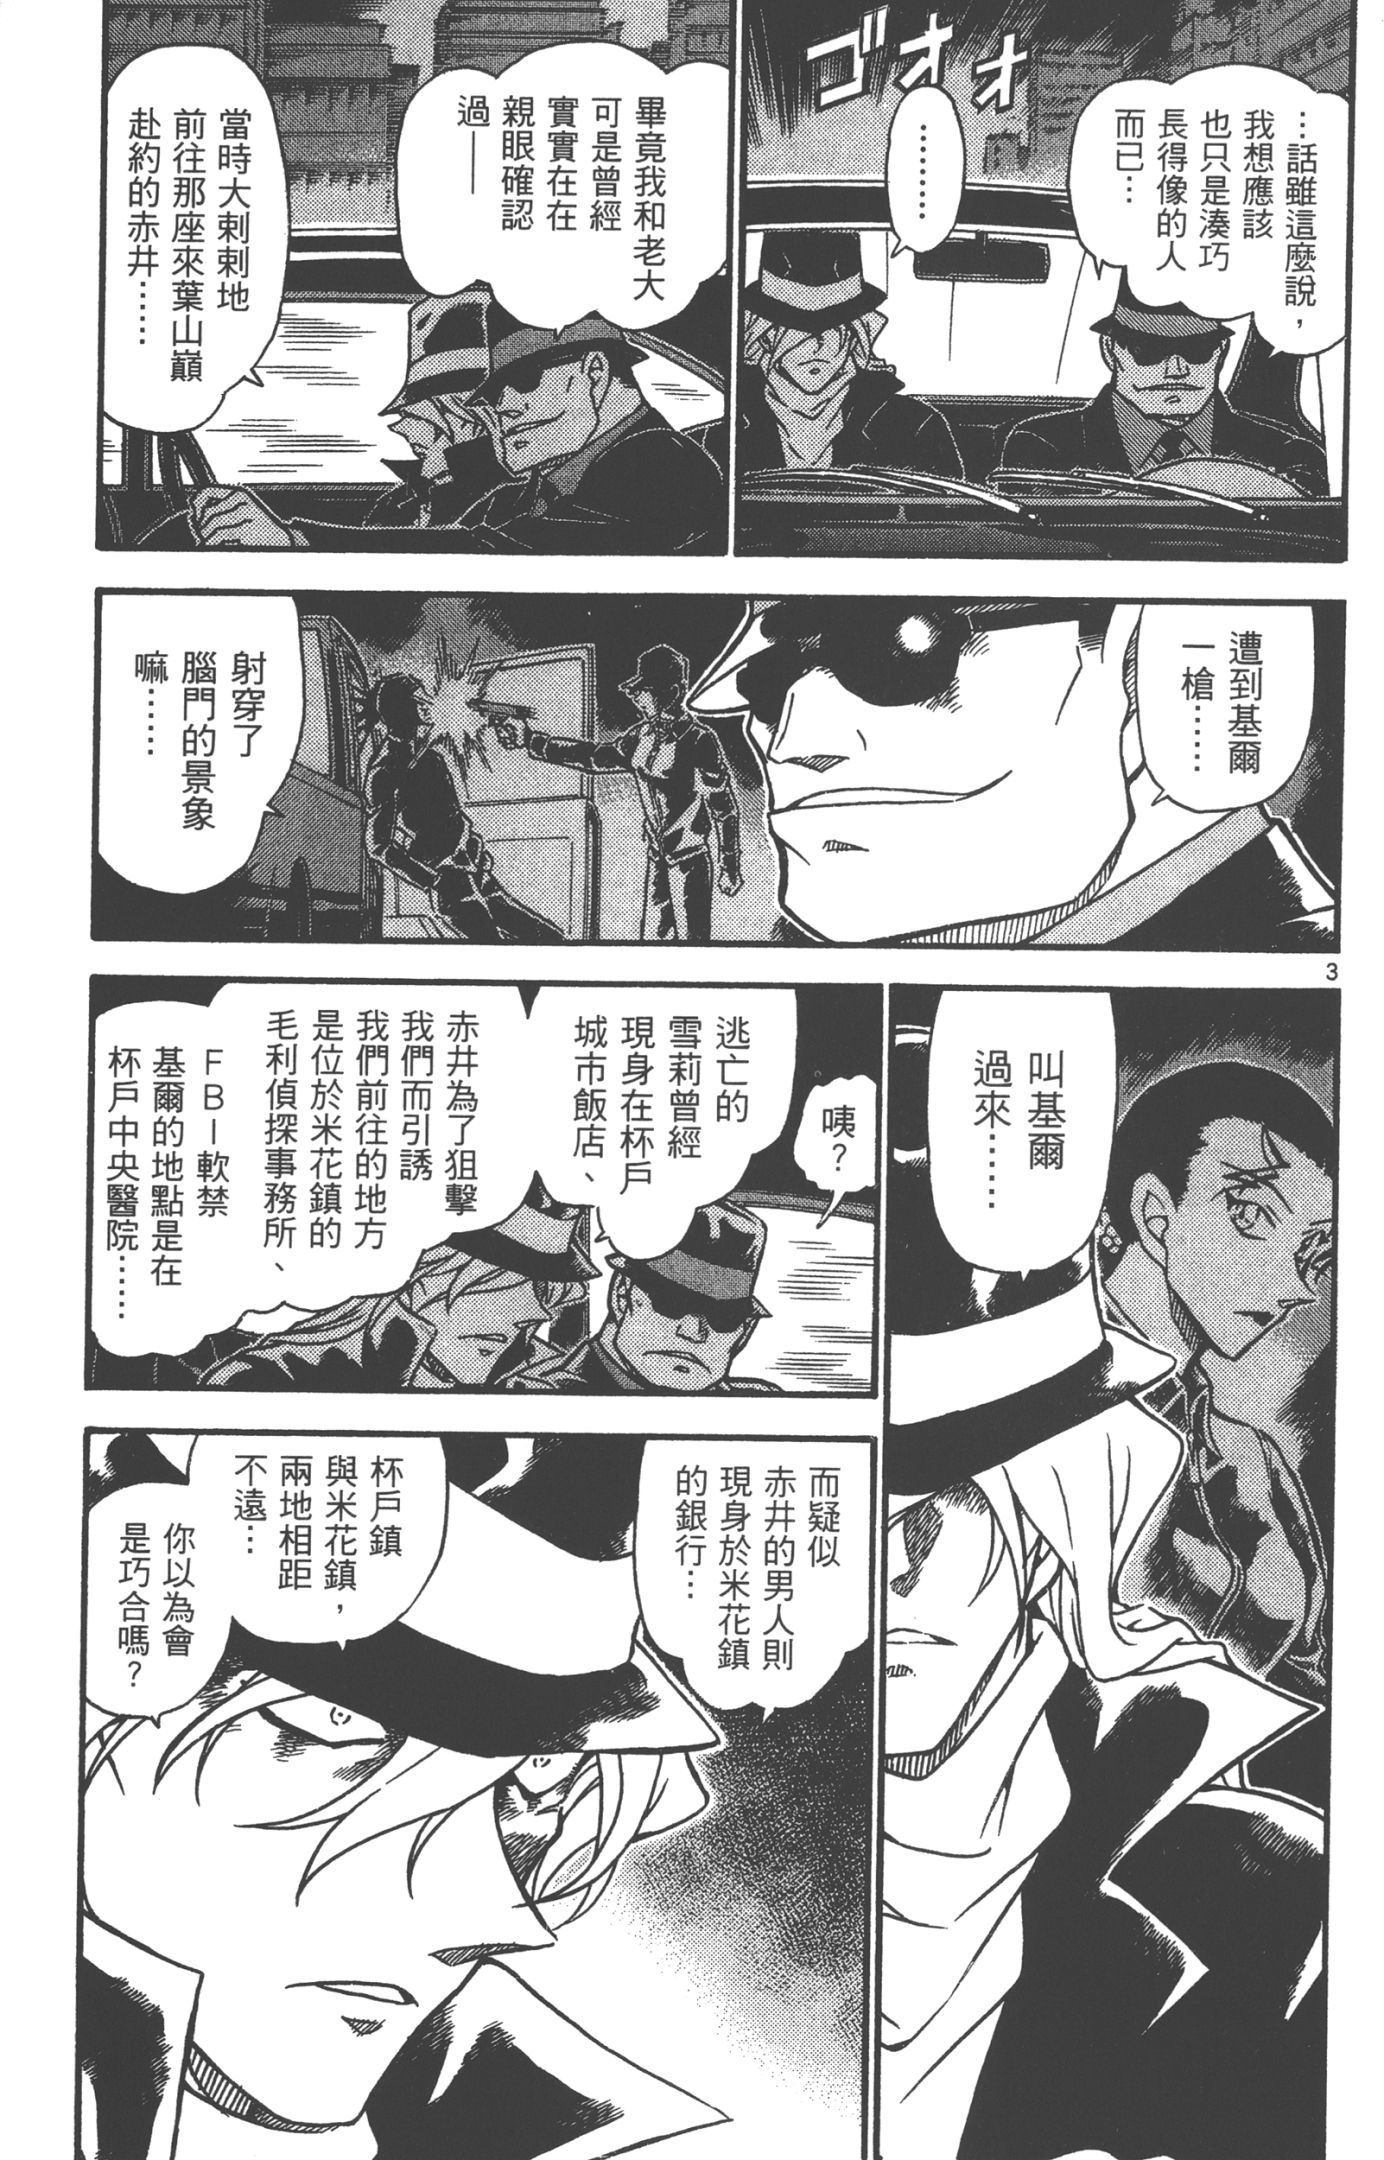 …話雖這麼說，
我想應該
也只是湊巧
長得像的人
而已…
ゴオオ
………
畢竟我和老大
可是曾經
實實在在
親眼確認
過——
當時大剌剌地
前往那座來葉山巔
赴約的赤井……
遭到基爾
一槍……
射穿了
腦門的景象
嘛……
3
叫基爾
過來……
咦？
逃亡的
雪莉曾經
現身在杯戶
城市飯店、
赤井為了狙擊
我們而引誘
我們前往的地方
是位於米花鎮的
毛利偵探事務所、
FBI軟禁
基爾的地點是在
杯戶中央醫院……
而疑似
赤井的男人則
現身於米花鎮
的銀行…
杯戶鎮
與米花鎮，
兩地相距
不遠…
你以為會
是巧合嗎？